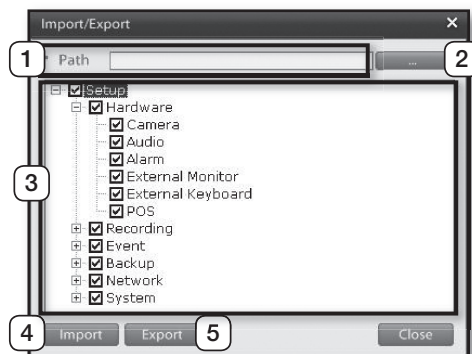 Import/Export
1 Path ... 2
Setup
Hardware
Camera
Audio
Alarm
3 External Monitor
External Keyboard
POS
Recording
Event
Backup
Network
System
4 Import Export 5 Close